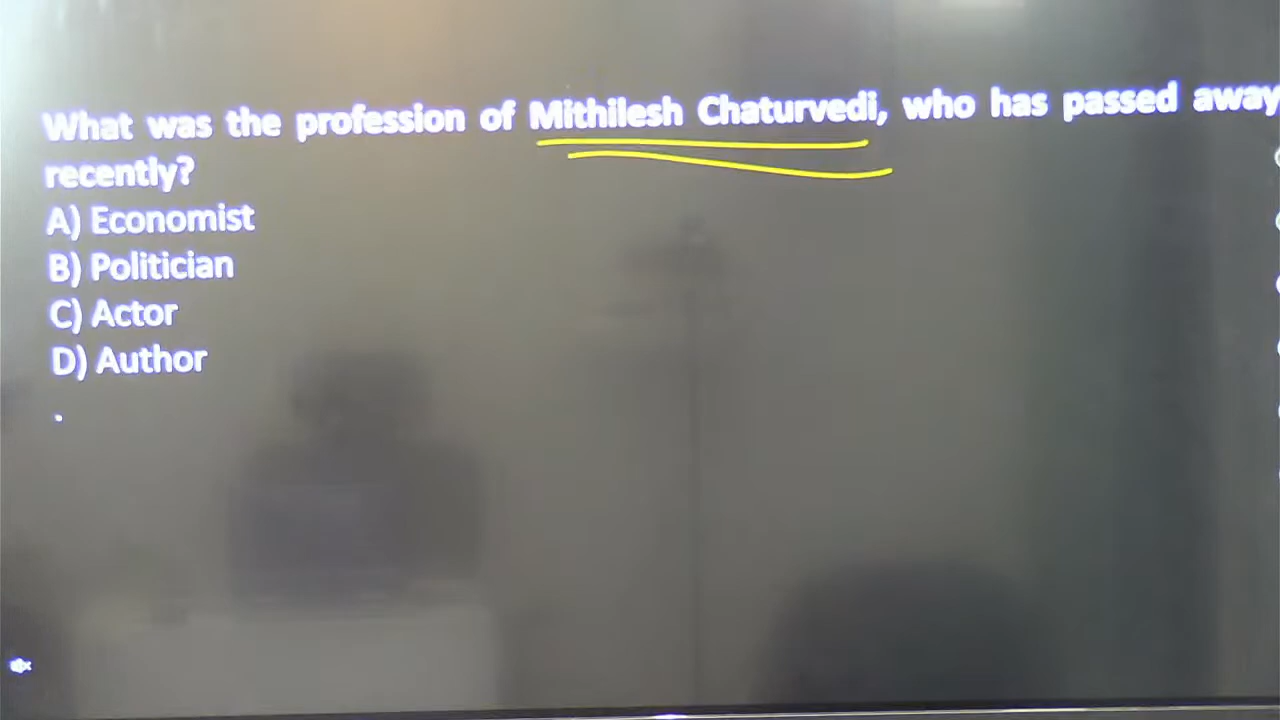 What was the profession of Mithilesh Chaturvedi, who has passed away
recently?
A) Economist
B) Politician
C) Actor
D) Author
.